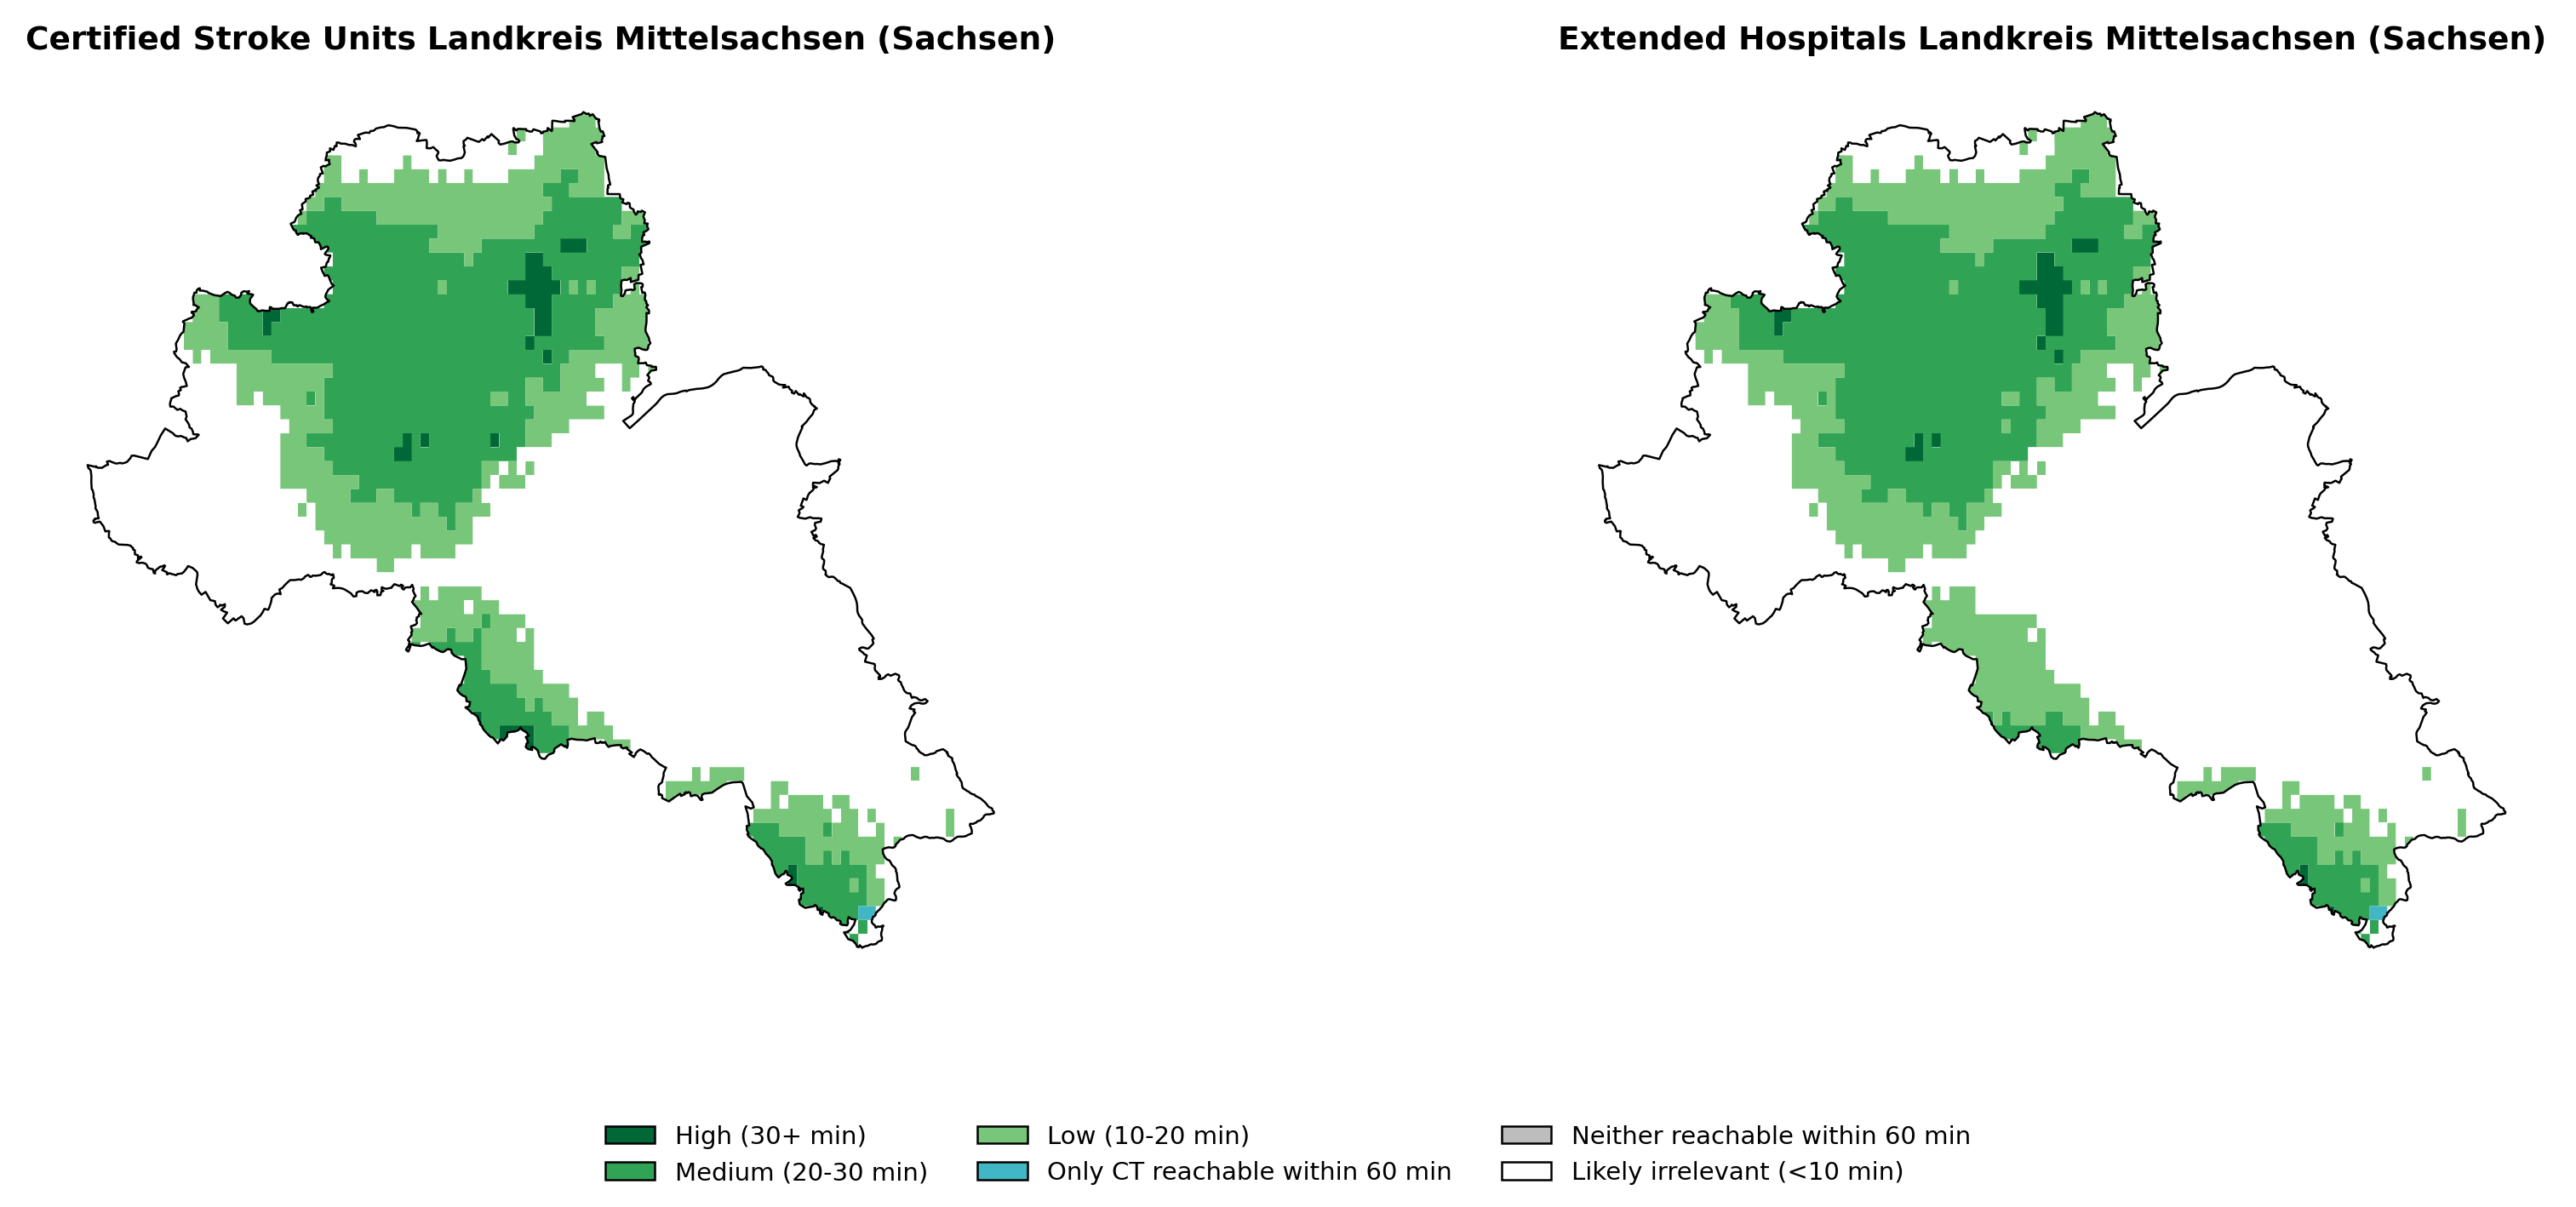 Certified Stroke Units Landkreis Mittelsachsen (Sachsen)
Extended Hospitals Landkreis Mittelsachsen (Sachsen)
High (30+ min)
Medium (20-30 min)
Low (10-20 min)
Only CT reachable within 60 min
Neither reachable within 60 min
Likely irrelevant (<10 min)